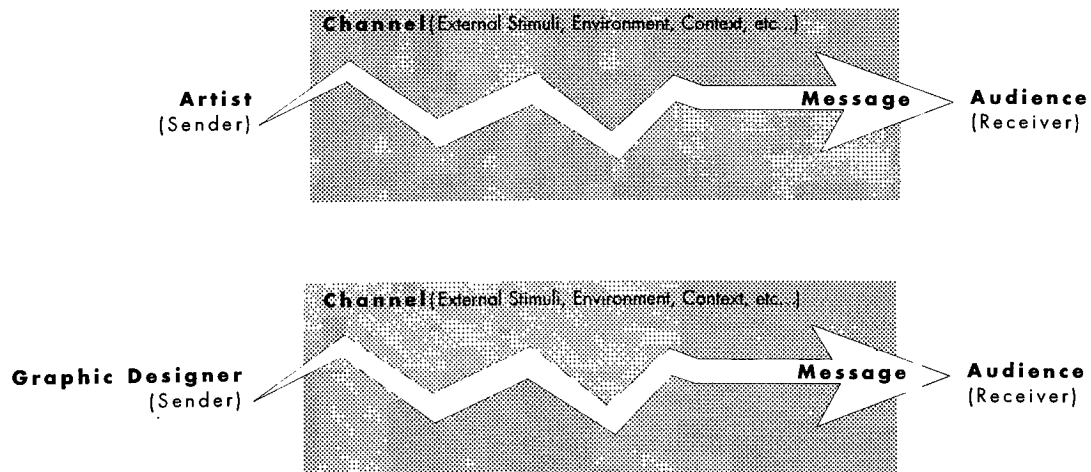 Channel (External Stimuli, Environment, Context, etc...)
Artist
(Sender)
Message
Audience
(Receiver)
Channel (External Stimuli, Environment, Context, etc...)
Graphic Designer
(Sender)
Message
Audience
(Receiver)